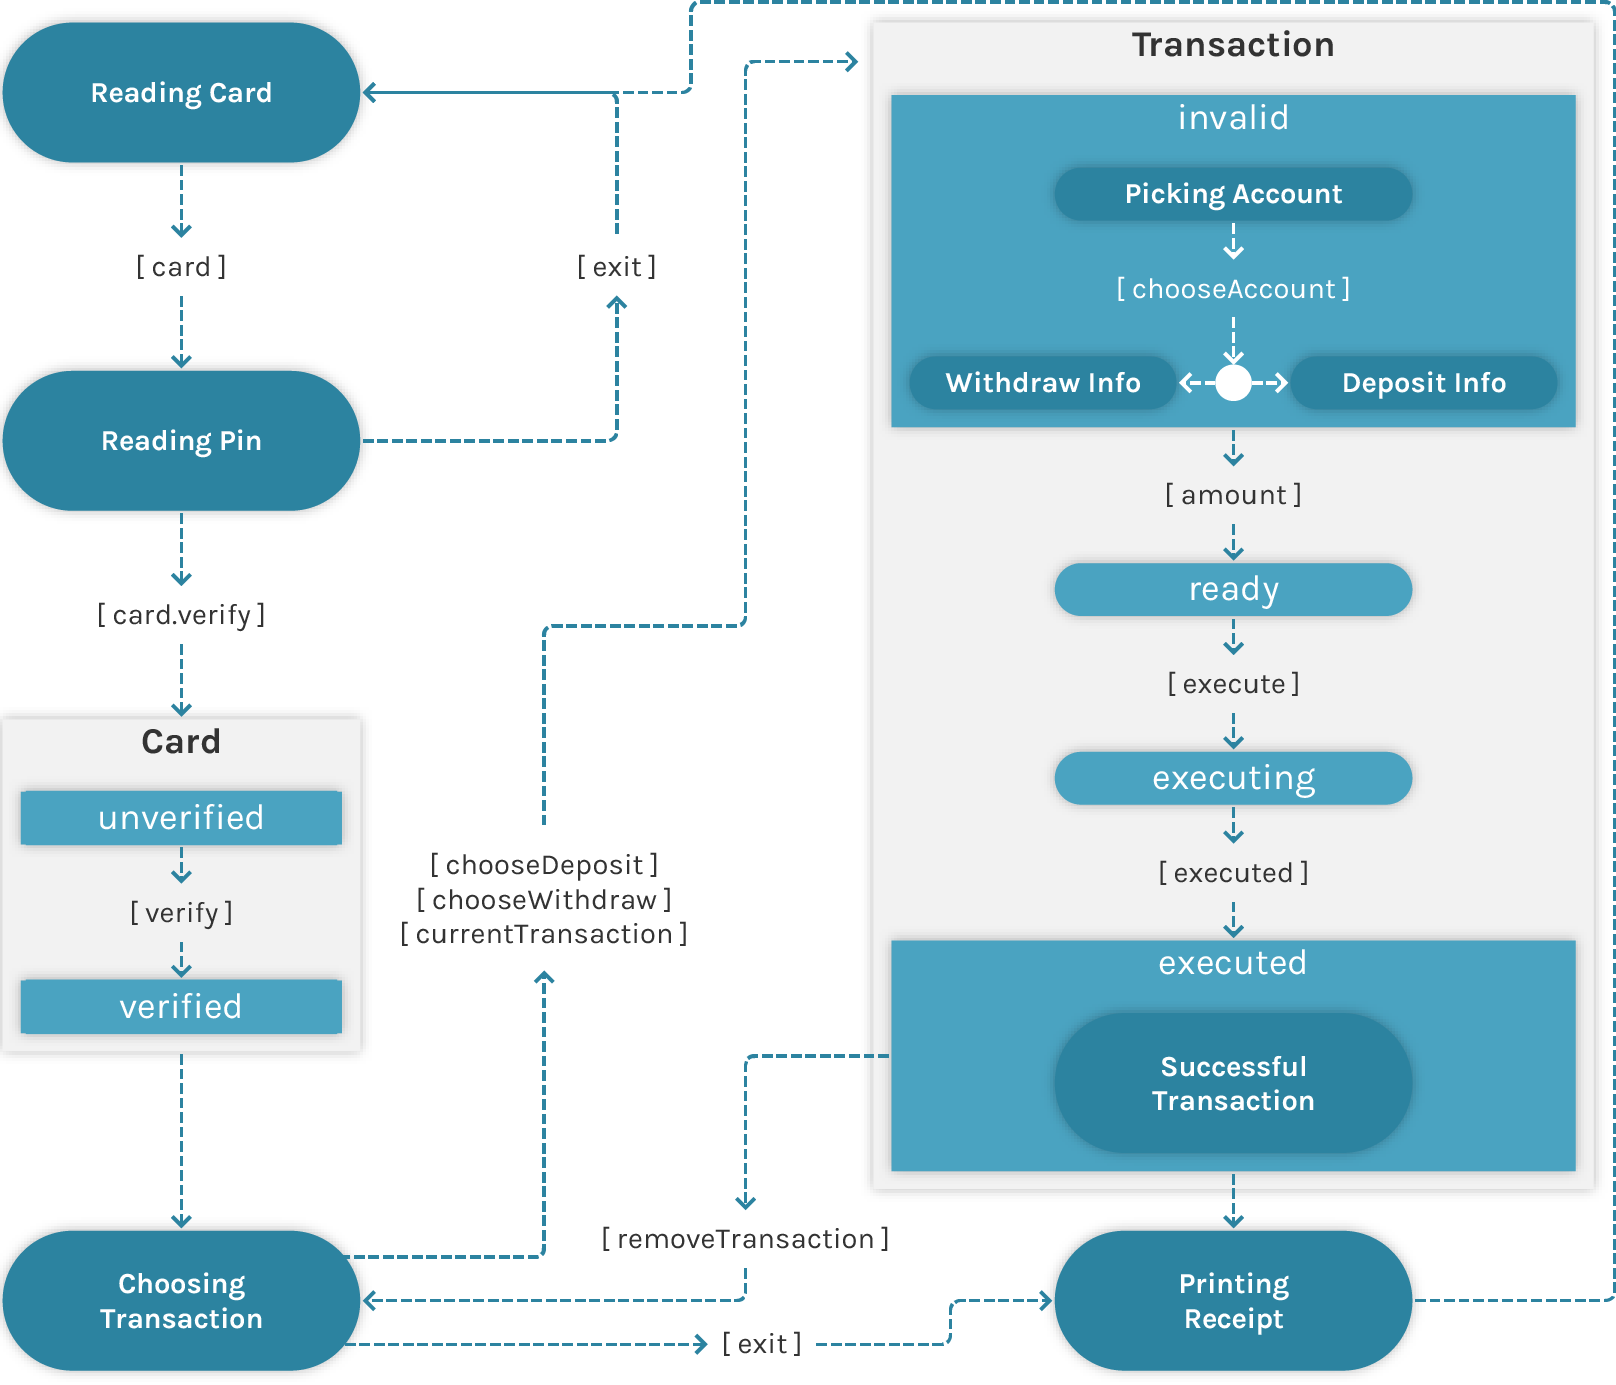 Reading Card
[ card ]
[ exit ]
Reading Pin
[ card.verify ]
Card
unverified
[ verify ]
verified
[ chooseDeposit ]
[ chooseWithdraw ]
[ currentTransaction ]
Choosing
Transaction
[ removeTransaction ]
[ exit ]
Transaction
invalid
Picking Account
[ chooseAccount ]
Withdraw Info
Deposit Info
[ amount ]
ready
[ execute ]
executing
[ executed ]
executed
Successful
Transaction
Printing
Receipt